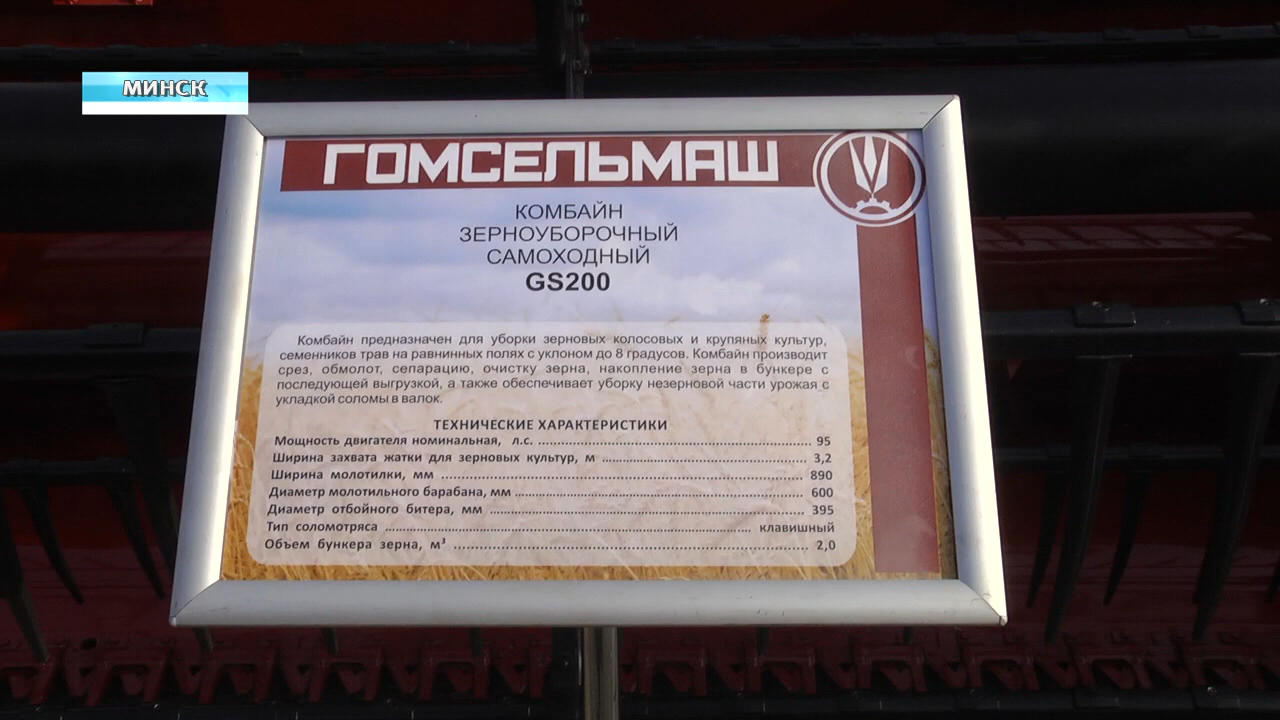 МИНСК
ГОМСЕЛЬМАШ
КОМБАЙН
ЗЕРНОУБОРОЧНЫЙ
САМОХОДНЫЙ
GS200
Комбайн предназначен для уборки зерновых колосовых и крупяных культур,
семенников трав на равнинных полях с уклоном до 8 градусов. Комбайн производит
срез, обмолот, сепарацию, очистку зерна, накопление зерна в бункере с
последующей выгрузкой, а также обеспечивает уборку незерновой части урожая с
укладкой соломы в валок.
ТЕХНИЧЕСКИЕ ХАРАКТЕРИСТИКИ
Мощность двигателя номинальная, л.с. ........ 95
Ширина захвата жатки для зерновых культур, м ........ 3,2
Ширина молотилки, мм ........ 890
Диаметр молотильного барабана, мм ........ 600
Диаметр отбойного битера, мм ........ 395
Тип соломотряса ........ клавишный
Объем бункера зерна, м³ ........ 2,0